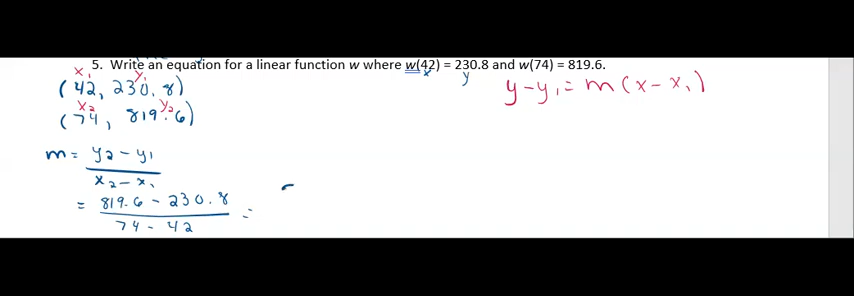 5. Write an equation for a linear function w where w(42) = 230.8 and w(74) = 819.6.
x y
x₁ y₁
(42, 230.8)
y-y₁ = m(x-x₁)
x₂ y₂
(74, 819.6)
m = y₂ - y₁
x₂ - x₁
= 819.6 - 230.8 =
74 - 42